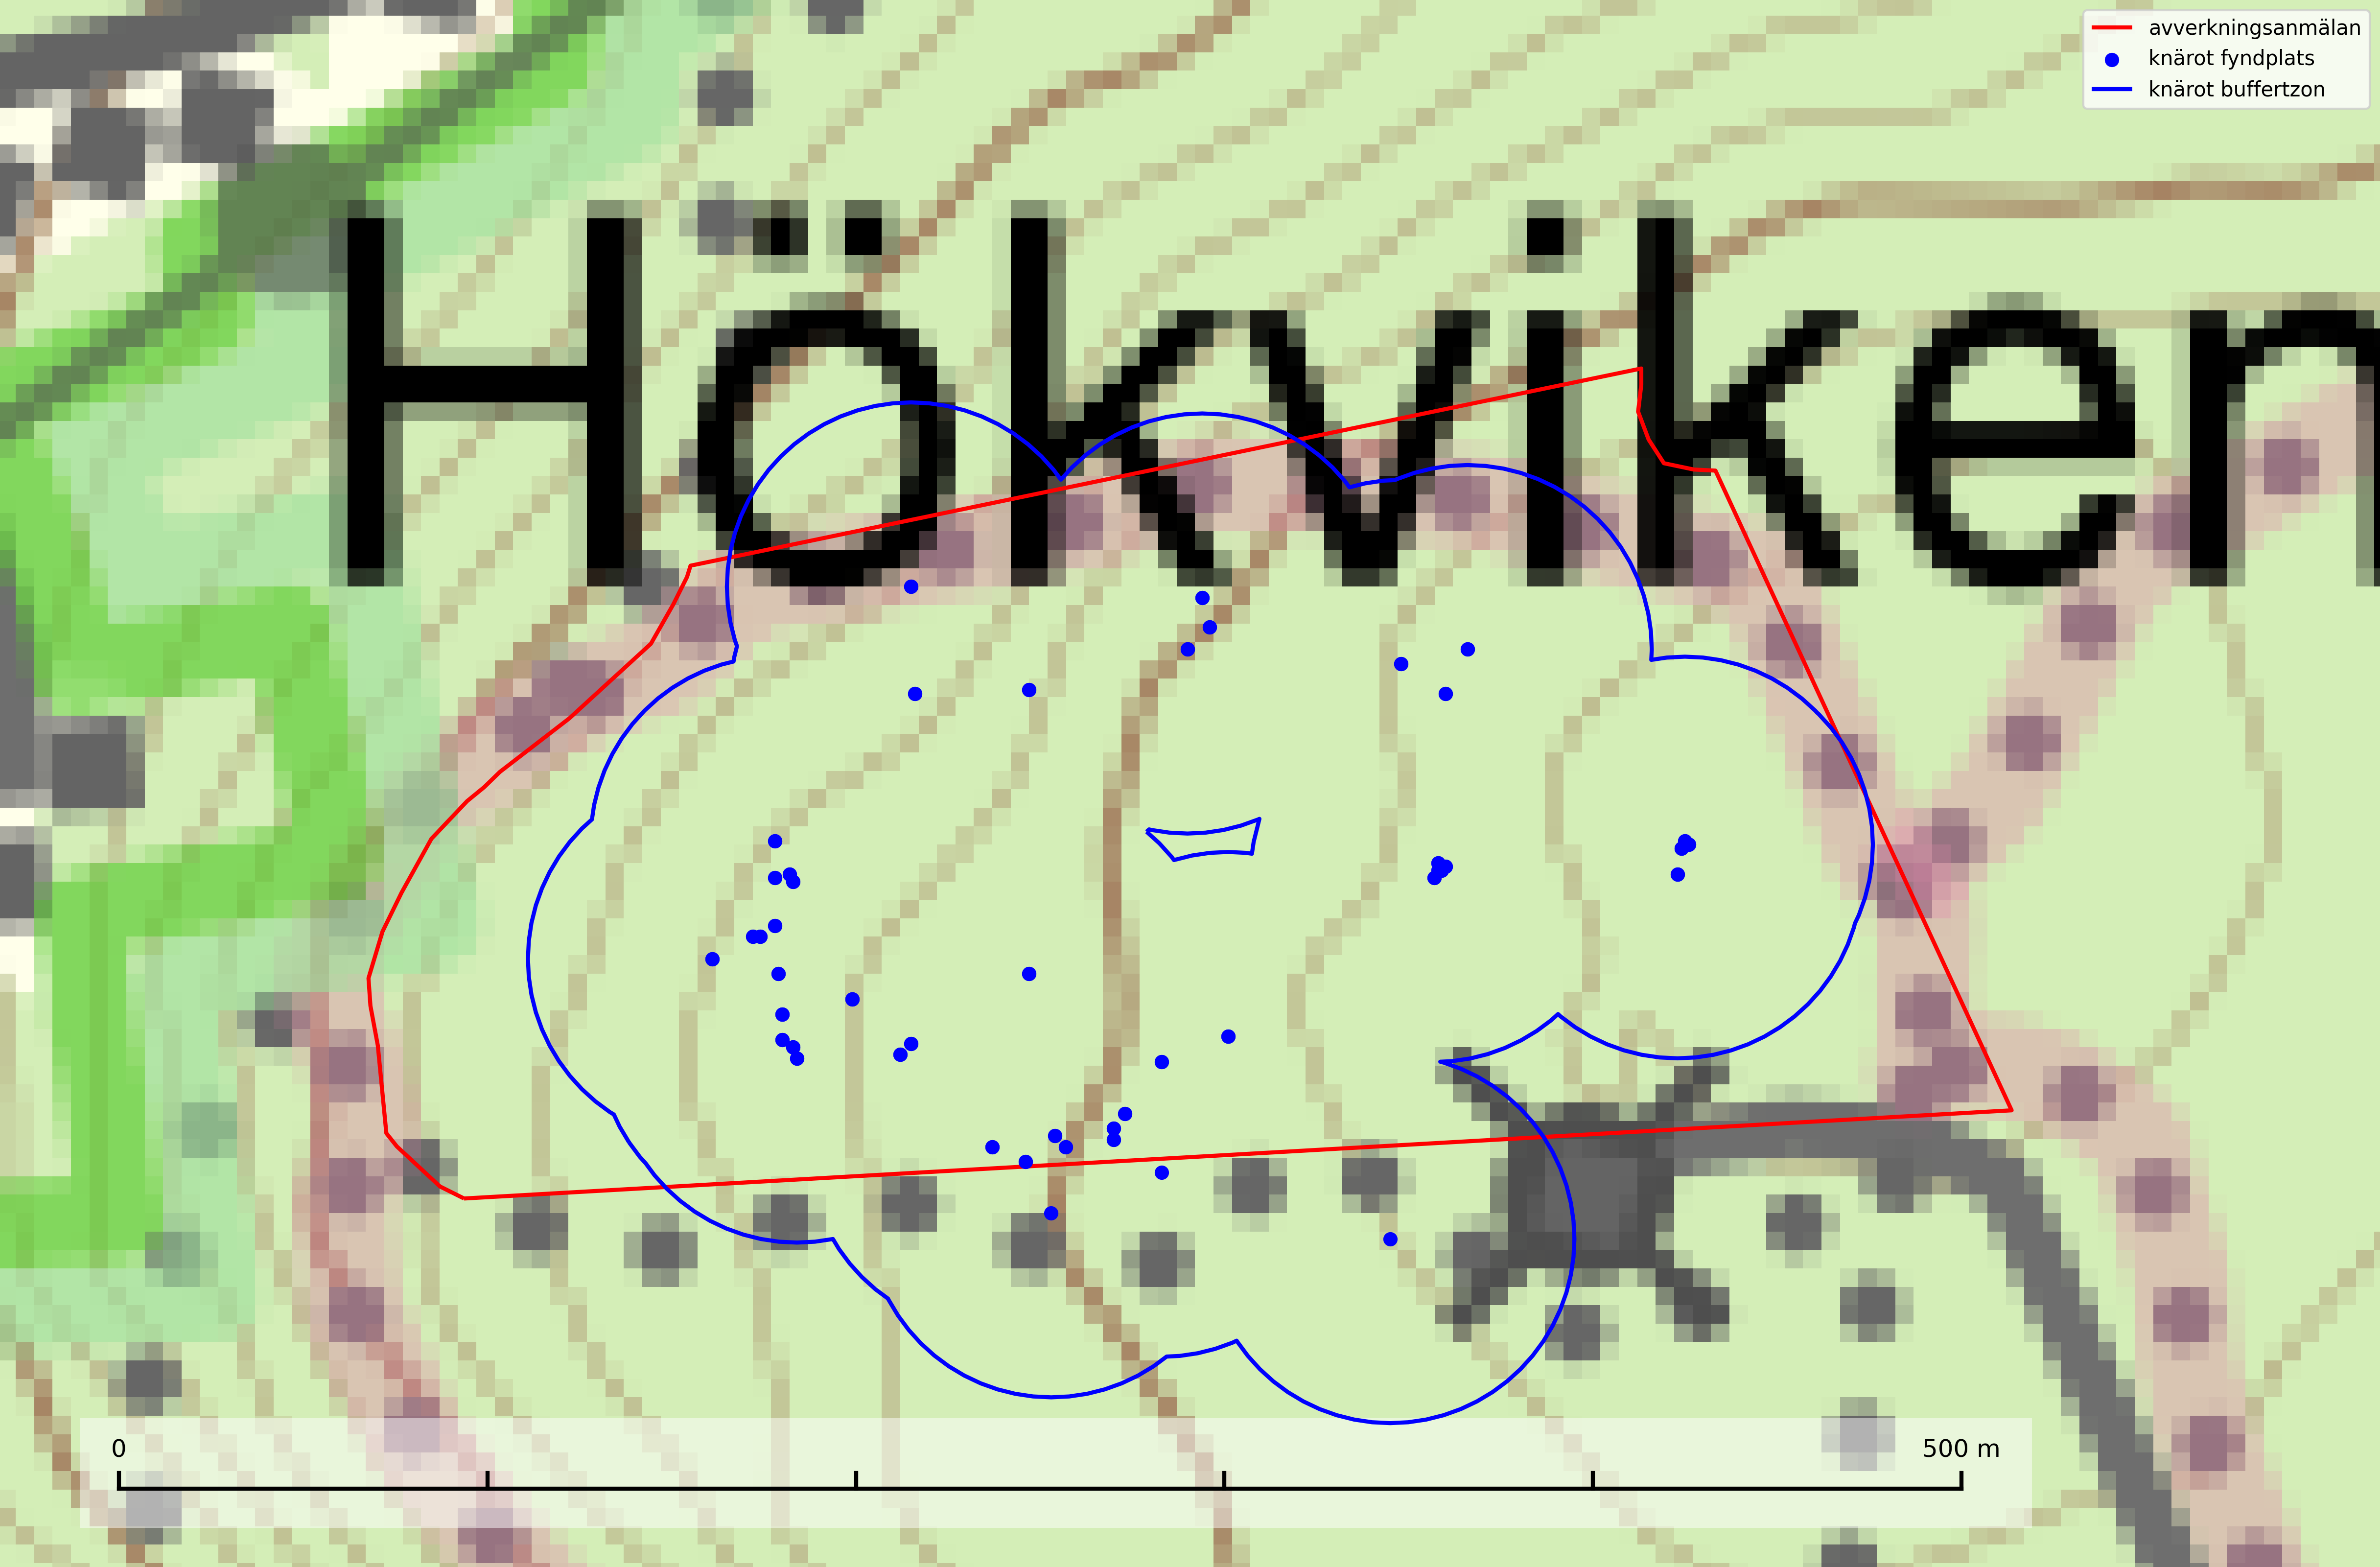 avverkningsanmälan
knärot fyndplats
knärot buffertzon
Hökviken
0 500 m